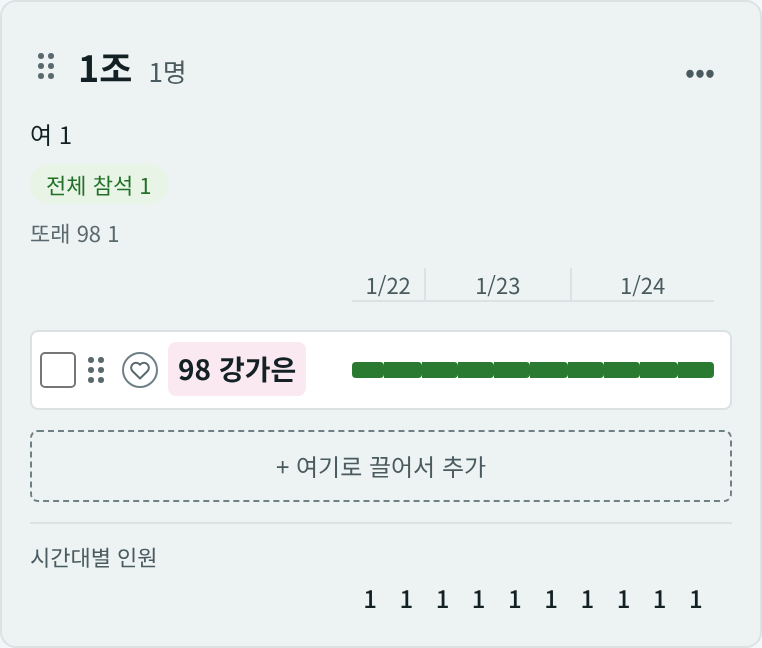 1조 1명
여 1
전체 참석 1
또래 98 1
1/22 1/23 1/24
98 강가은
+ 여기로 끌어서 추가
시간대별 인원
1 1 1 1 1 1 1 1 1 1